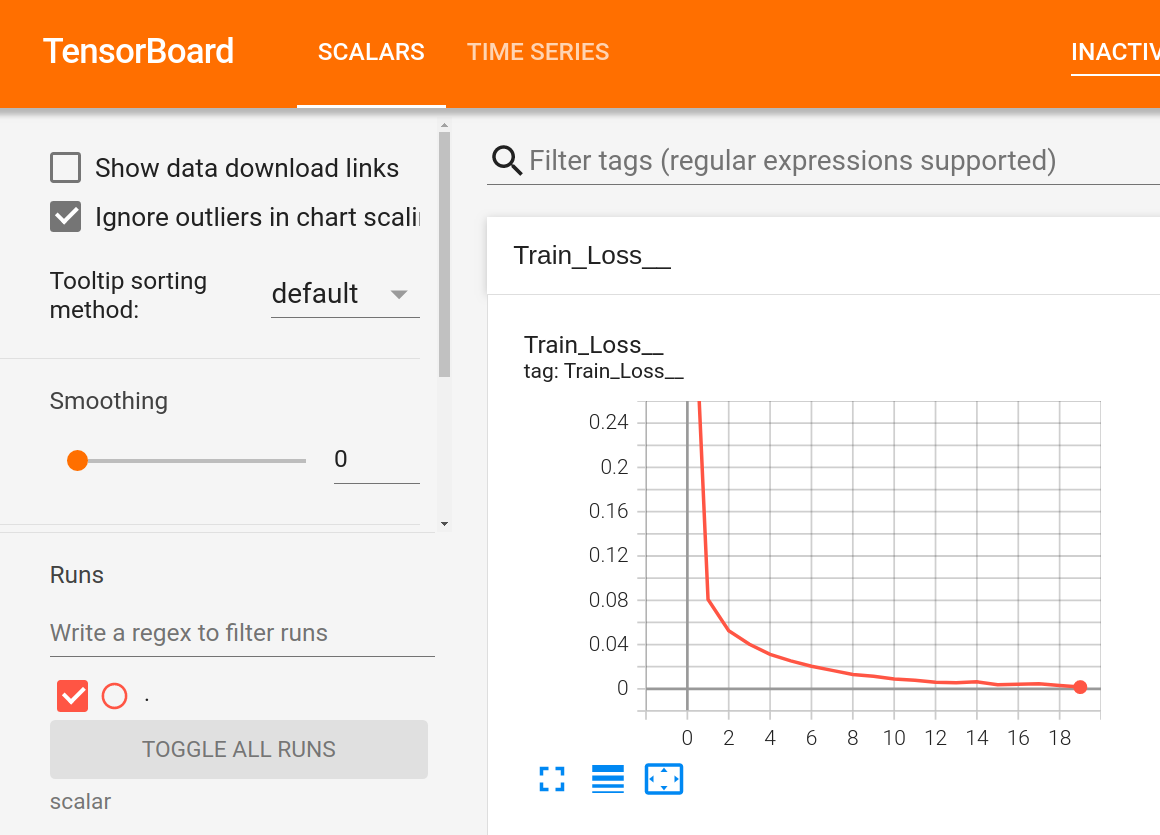 TensorBoard SCALARS TIME SERIES INACTIV
Show data download links
Ignore outliers in chart scali
Tooltip sorting
method:
default
Smoothing
0
Runs
Write a regex to filter runs
.
TOGGLE ALL RUNS
scalar
Filter tags (regular expressions supported)
Train_Loss__
Train_Loss__
tag: Train_Loss__
0.24
0.2
0.16
0.12
0.08
0.04
0
0 2 4 6 8 10 12 14 16 18